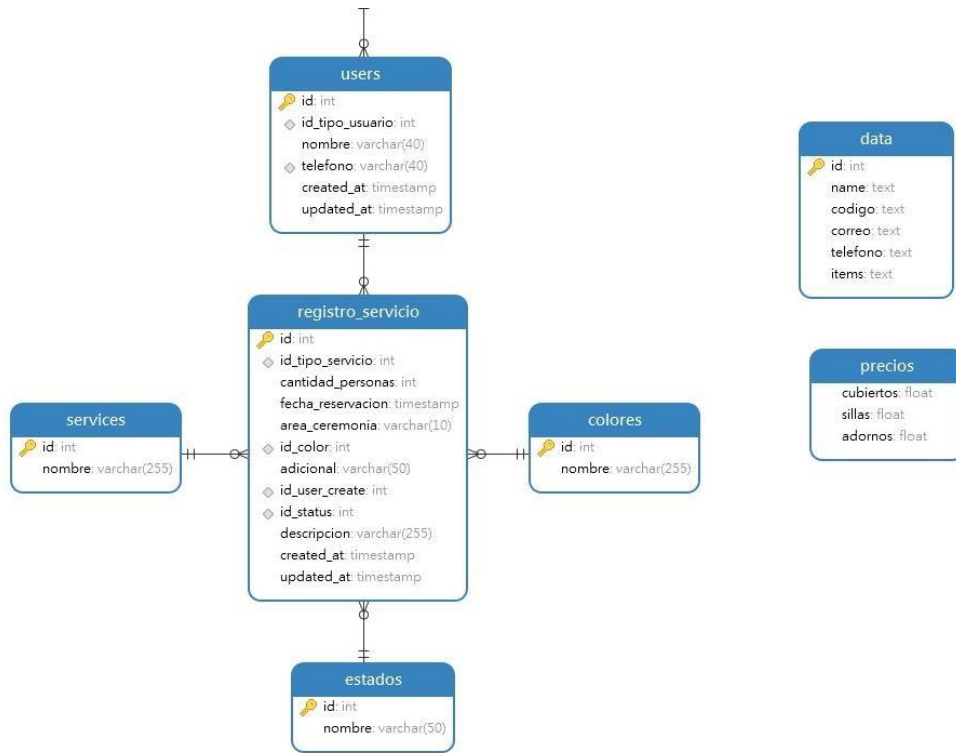 users
id: int
id_tipo_usuario: int
nombre: varchar(40)
telefono: varchar(40)
created_at: timestamp
updated_at: timestamp
data
id: int
name: text
codigo: text
correo: text
telefono: text
items: text
registro_servicio
id: int
id_tipo_servicio: int
cantidad_personas: int
fecha_reservacion: timestamp
area_ceremonia: varchar(10)
id_color: int
adicional: varchar(50)
id_user_create: int
id_status: int
descripcion: varchar(255)
created_at: timestamp
updated_at: timestamp
precios
cubiertos: float
sillas: float
adornos: float
services
id: int
nombre: varchar(255)
colores
id: int
nombre: varchar(255)
estados
id: int
nombre: varchar(50)